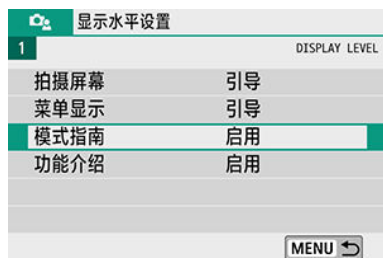 显示水平设置
1 DISPLAY LEVEL
拍摄屏幕 引导
菜单显示 引导
模式指南 启用
功能介绍 启用
MENU